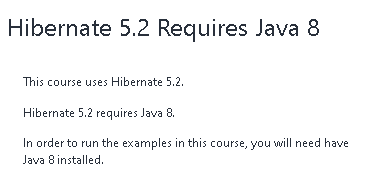 Hibernate 5.2 Requires Java 8
This course uses Hibernate 5.2.
Hibernate 5.2 requires Java 8.
In order to run the examples in this course, you will need have
Java 8 installed.